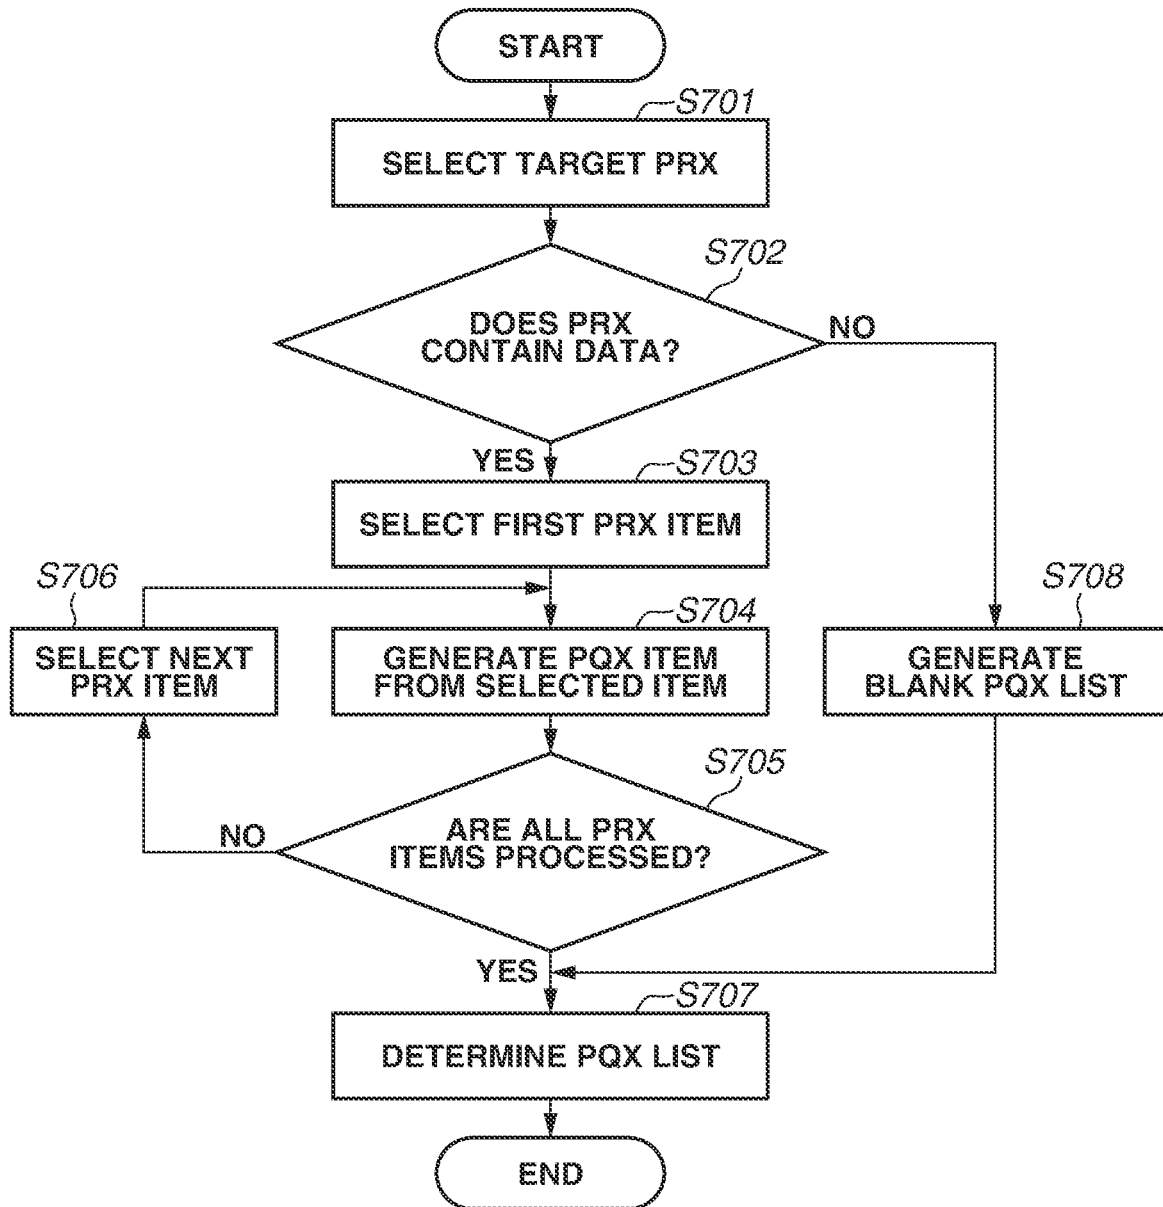 START
S701
SELECT TARGET PRX
S702
DOES PRX
CONTAIN DATA?
NO
YES
S703
SELECT FIRST PRX ITEM
S706
SELECT NEXT
PRX ITEM
S704
GENERATE PQX ITEM
FROM SELECTED ITEM
S708
GENERATE
BLANK PQX LIST
S705
ARE ALL PRX
ITEMS PROCESSED?
NO
YES
S707
DETERMINE PQX LIST
END